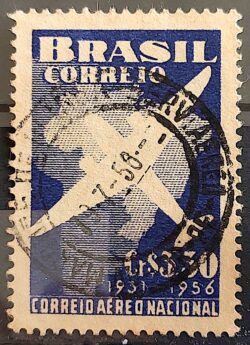 BRASIL
CORREIO
Cr$3,30
1931 1956
CORREIO AÉREO NACIONAL